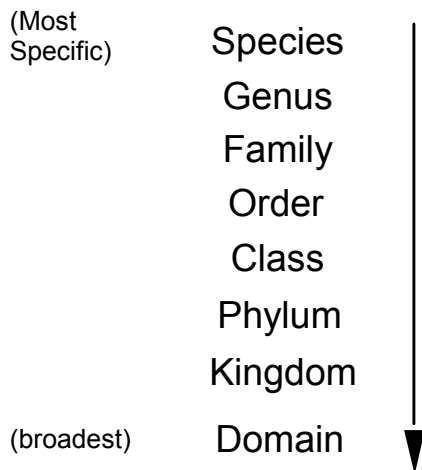 (Most
Specific)
Species
Genus
Family
Order
Class
Phylum
Kingdom
(broadest)
Domain